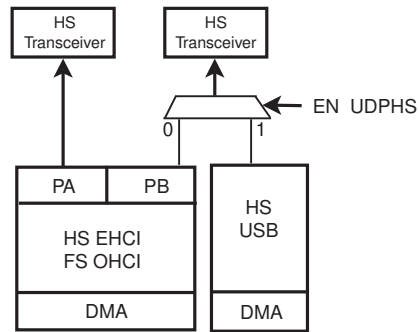 HS
Transceiver
HS
Transceiver
EN UDPHS
0
1
PA
PB
HS
USB
HS EHCI
FS OHCI
DMA
DMA